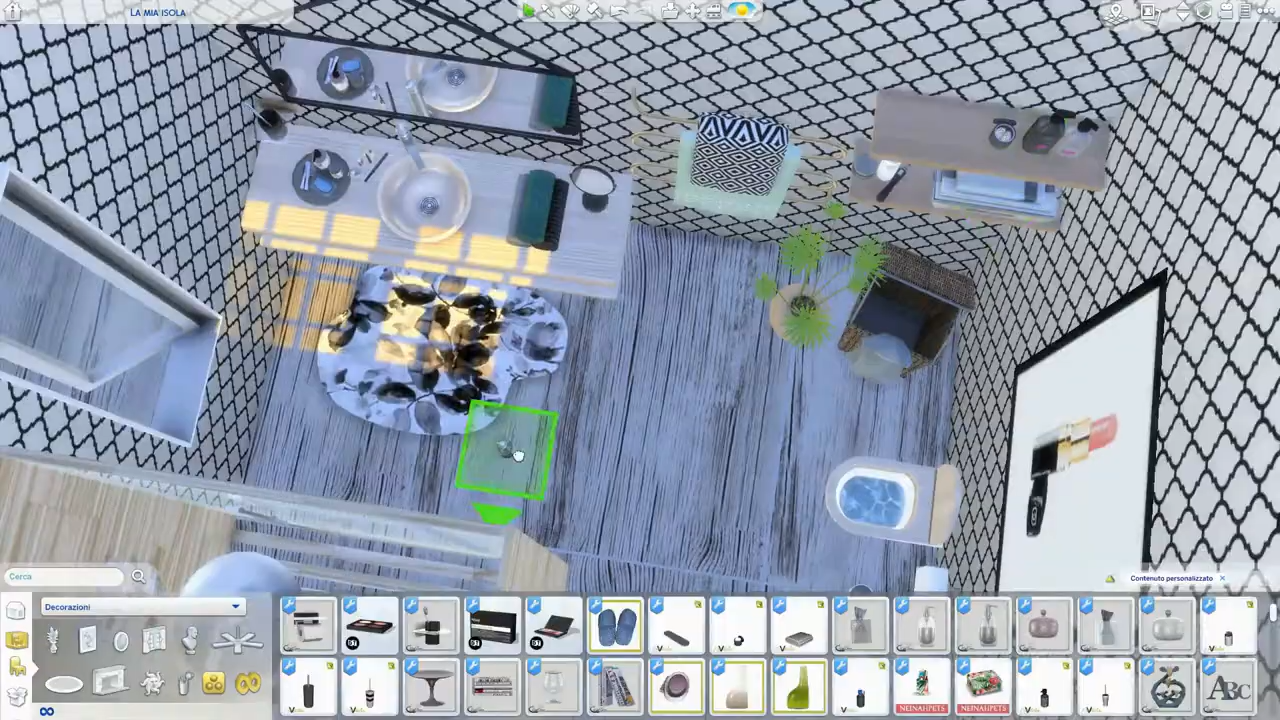 LA MIA ISOLA
Cerca
Contenuto personalizzato
Decorazioni
NEINAHPETS
NEINAHPETS
ABC